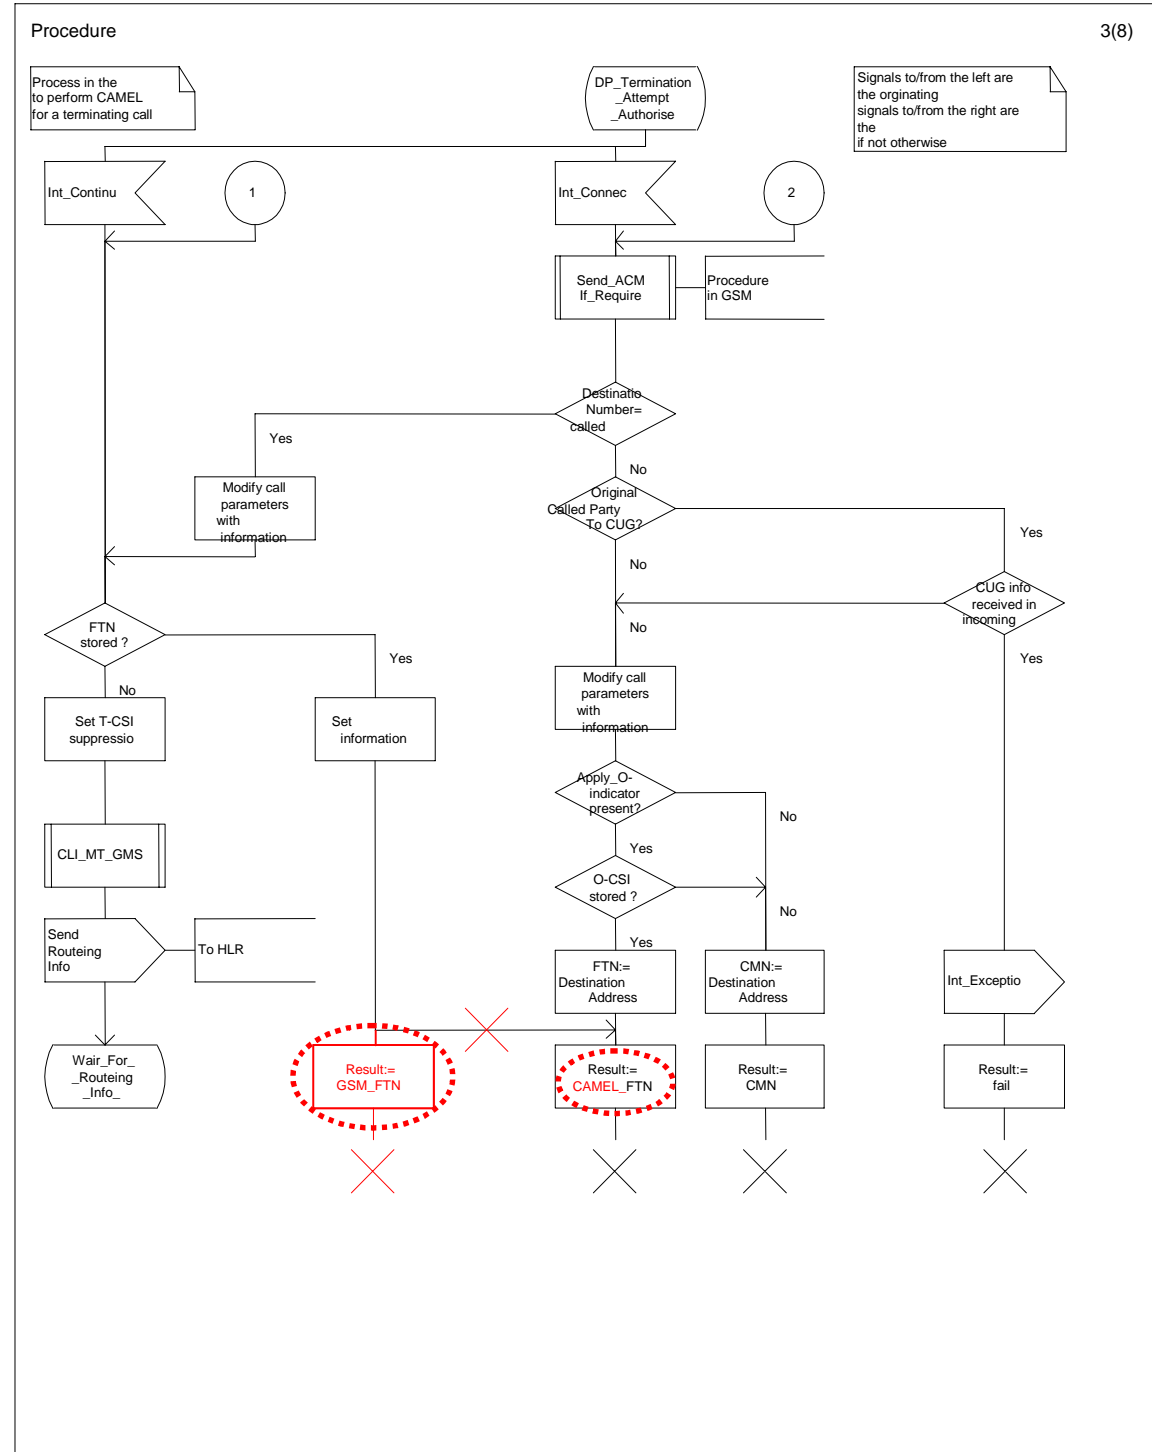 Procedure
3(8)
Process in the
to perform CAMEL
for a terminating call
DP_Termination
_Attempt
_Authorise
Signals to/from the left are
the orginating
signals to/from the right are
the
if not otherwise
Int_Continu
1
Int_Connec
2
Send_ACM
If_Require
Procedure
in GSM
Destinatio
Number=
called
Yes
No
Modify call
parameters
with
information
Original
Called Party
To CUG?
Yes
No
CUG info
received in
incoming
No
Yes
FTN
stored ?
Yes
No
Modify call
parameters
with
information
Set T-CSI
suppressio
Set
information
Apply_O-
indicator
present?
No
Yes
CLI_MT_GMS
O-CSI
stored ?
No
Yes
Send
Routeing
Info
To HLR
FTN:=
Destination
Address
CMN:=
Destination
Address
Int_Exceptio
Wair_For_
_Routeing
_Info_
Result:=
GSM_FTN
Result:=
CAMEL_FTN
Result:=
CMN
Result:=
fail